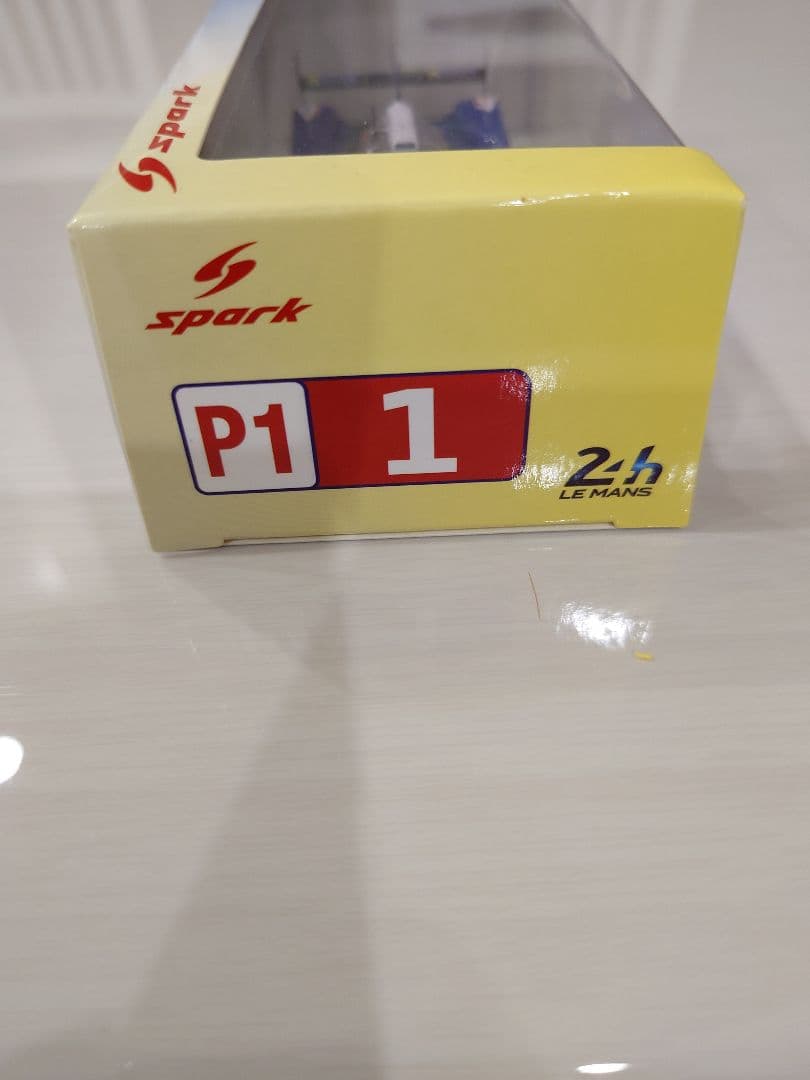 spark
spark
P1 1
24h
LE MANS